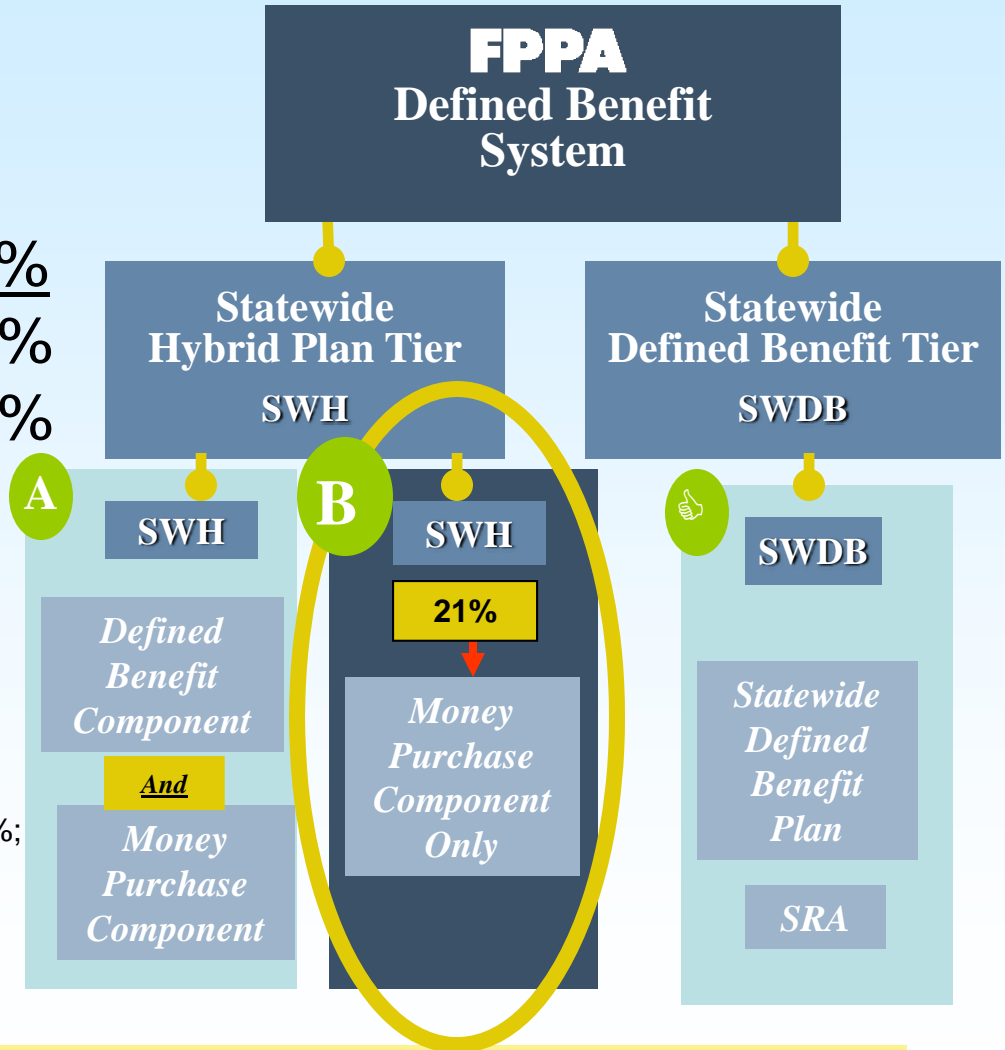 FPPA
Defined Benefit
System
%
%
%
Statewide
Hybrid Plan Tier
SWH
Statewide
Defined Benefit Tier
SWDB
A
SWH
Defined
Benefit
Component
And
Money
Purchase
Component
%;
B
SWH
21%
Money
Purchase
Component
Only
SWDB
Statewide
Defined
Benefit
Plan
SRA